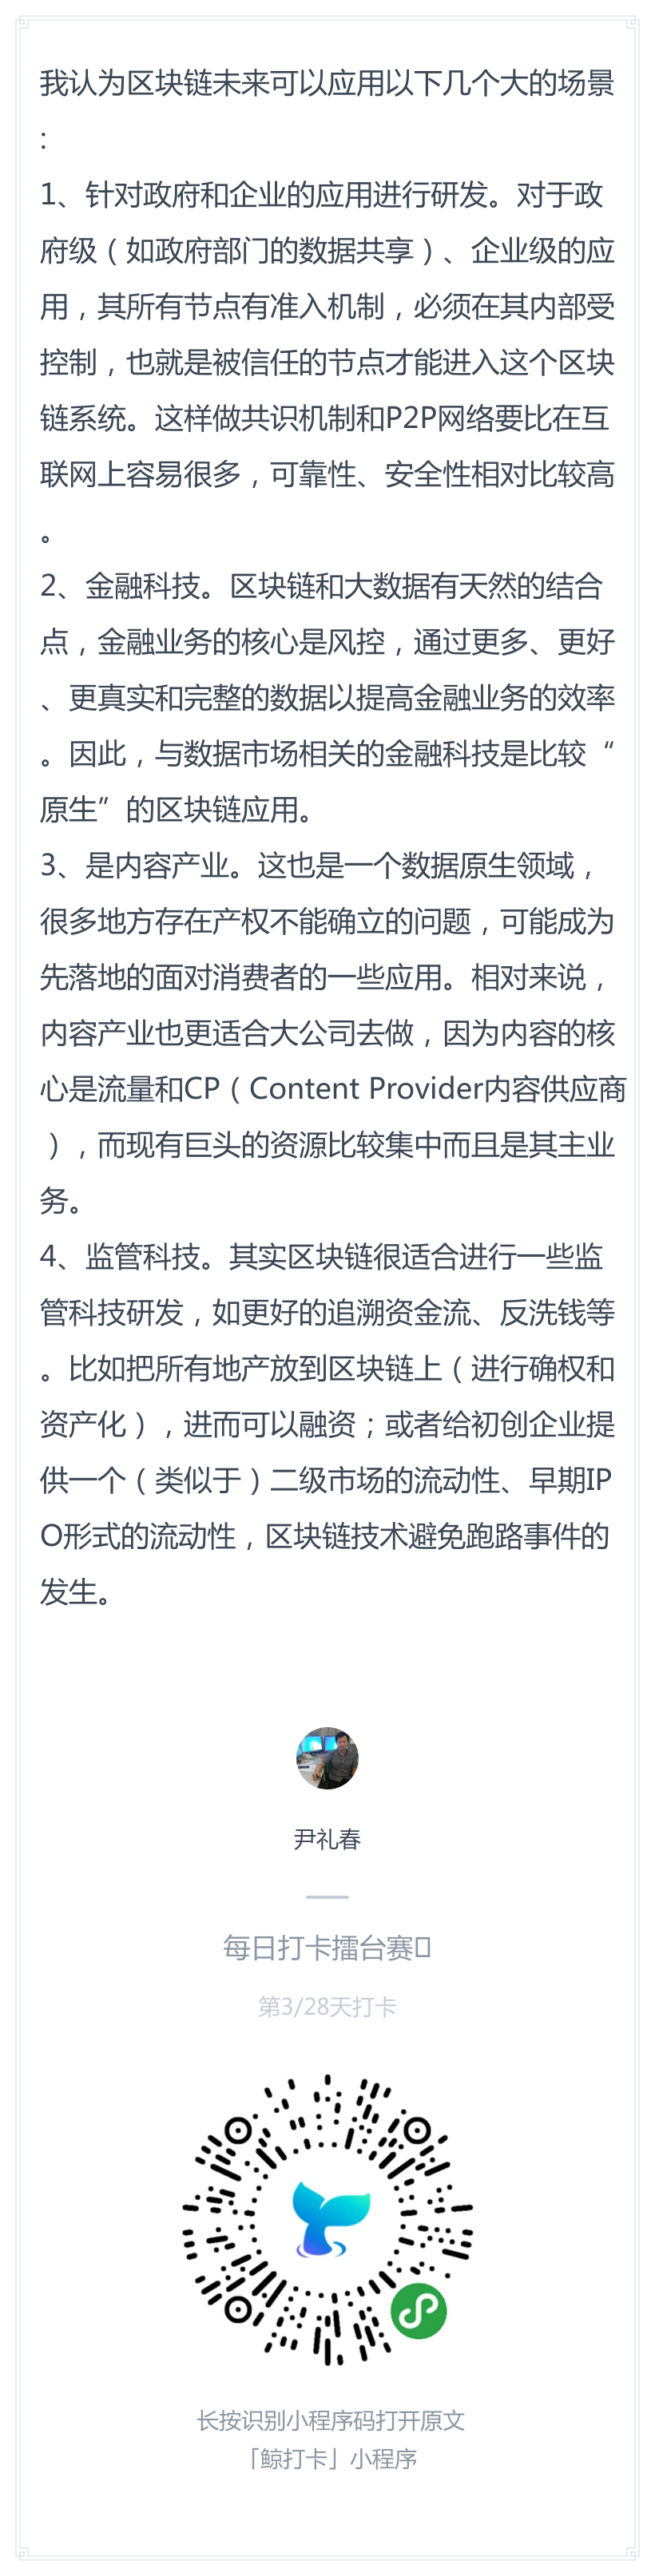 我认为区块链未来可以应用以下几个大的场景
：
1、针对政府和企业的应用进行研发。对于政
府级（如政府部门的数据共享）、企业级的应
用，其所有节点有准入机制，必须在其内部受
控制，也就是被信任的节点才能进入这个区块
链系统。这样做共识机制和P2P网络要比在互
联网上容易很多，可靠性、安全性相对比较高
。
2、金融科技。区块链和大数据有天然的结合
点，金融业务的核心是风控，通过更多、更好
、更真实和完整的数据以提高金融业务的效率
。因此，与数据市场相关的金融科技是比较“
原生”的区块链应用。
3、是内容产业。这也是一个数据原生领域，
很多地方存在产权不能确立的问题，可能成为
先落地的面对消费者的一些应用。相对来说，
内容产业也更适合大公司去做，因为内容的核
心是流量和CP（Content Provider内容供应商
），而现有巨头的资源比较集中而且是其主业
务。
4、监管科技。其实区块链很适合进行一些监
管科技研发，如更好的追溯资金流、反洗钱等
。比如把所有地产放到区块链上（进行确权和
资产化），进而可以融资；或者给初创企业提
供一个（类似于）二级市场的流动性、早期IP
O形式的流动性，区块链技术避免跑路事件的
发生。
尹礼春
每日打卡擂台赛
第3/28天打卡
长按识别小程序码打开原文
「鲸打卡」小程序